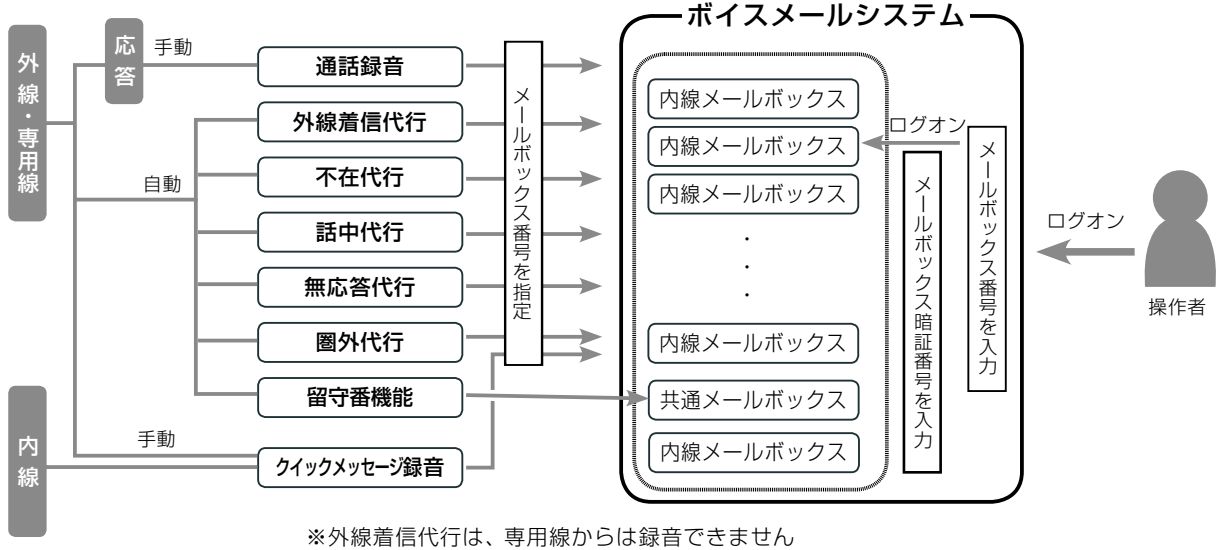 ボイスメールシステム
外線・専用線
応答
手動
通話録音
外線着信代行
自動
不在代行
話中代行
無応答代行
圏外代行
留守番機能
手動
クイックメッセージ録音
内線
メールボックス番号を指定
内線メールボックス
内線メールボックス
内線メールボックス
・
・
・
内線メールボックス
共通メールボックス
内線メールボックス
ログオン
メールボックス暗証番号を入力
メールボックス番号を入力
ログオン
操作者
※外線着信代行は、専用線からは録音できません